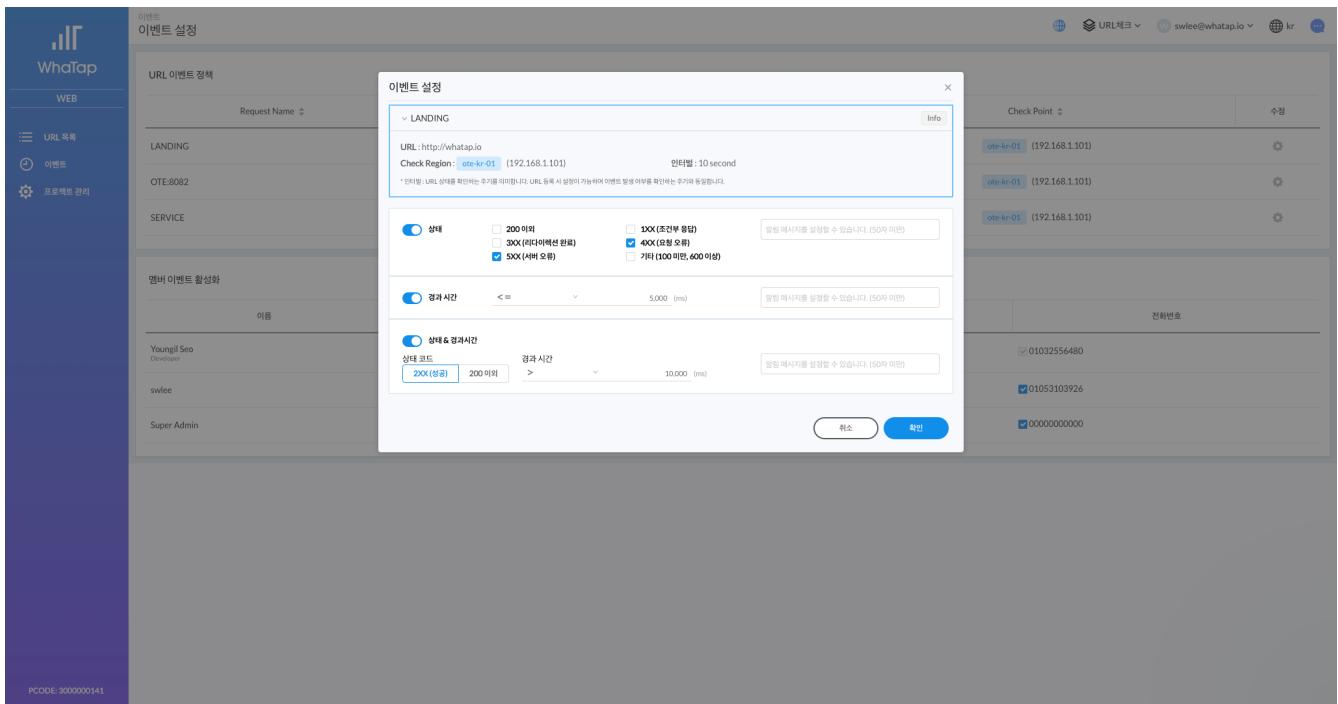 WhaTap
WEB
URL 목록
이벤트
프로젝트 관리
PCODE: 3000000141
이벤트
이벤트 설정
URL체크
swlee@whatap.io
kr
URL 이벤트 정책
Request Name
Check Point
수정
LANDING
ote-kr-01 (192.168.1.101)
OTE:8082
ote-kr-01 (192.168.1.101)
SERVICE
ote-kr-01 (192.168.1.101)
멤버 이벤트 활성화
이름
전화번호
Youngil Seo
Developer
01032556480
swlee
01053103926
Super Admin
00000000000
이벤트 설정
LANDING
Info
URL : http://whatap.io
Check Region : ote-kr-01 (192.168.1.101)
인터벌 : 10 second
* 인터벌 : URL 상태를 확인하는 주기를 의미합니다. URL 등록 시 설정이 가능하며 이벤트 발생 여부를 확인하는 주기와 동일합니다.
상태
200 이외
1XX (조건부 응답)
3XX (리다이렉션 완료)
4XX (요청 오류)
5XX (서버 오류)
기타 (100 미만, 600 이상)
알림 메시지를 설정할 수 있습니다. (50자 미만)
경과 시간
<=
5,000 (ms)
알림 메시지를 설정할 수 있습니다. (50자 미만)
상태 & 경과시간
상태 코드
경과 시간
2XX (성공)
200 이외
>
10,000 (ms)
알림 메시지를 설정할 수 있습니다. (50자 미만)
취소
확인